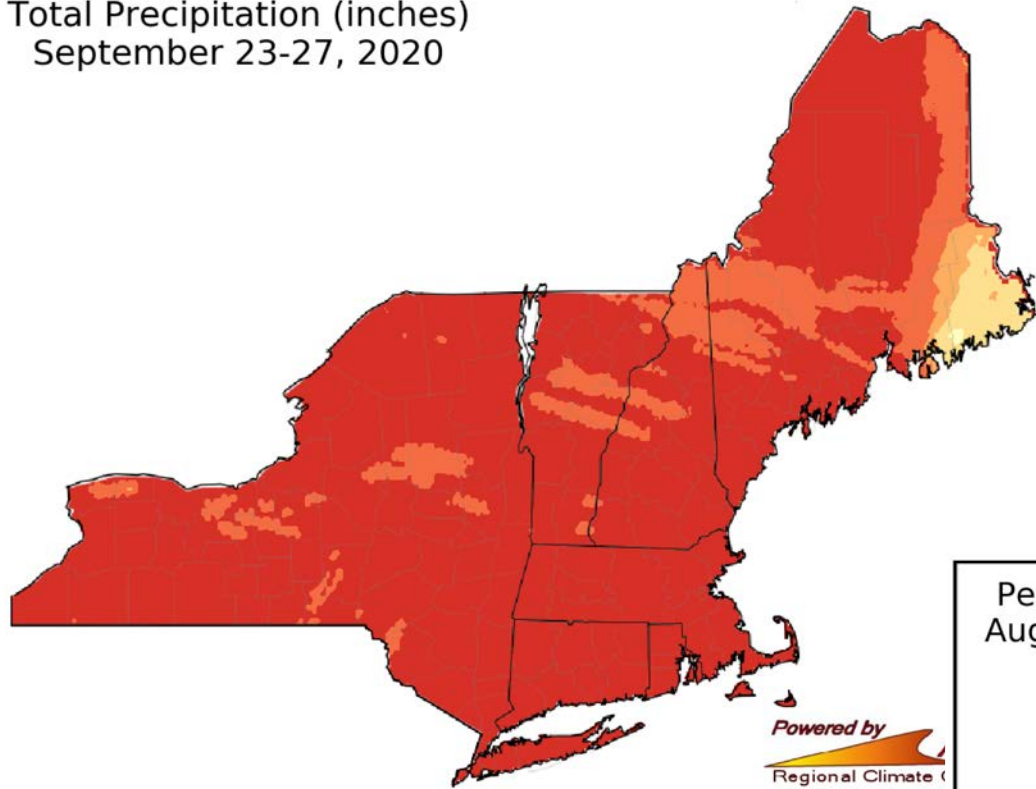 Total Precipitation (inches)
September 23-27, 2020
Powered by
Regional Climate